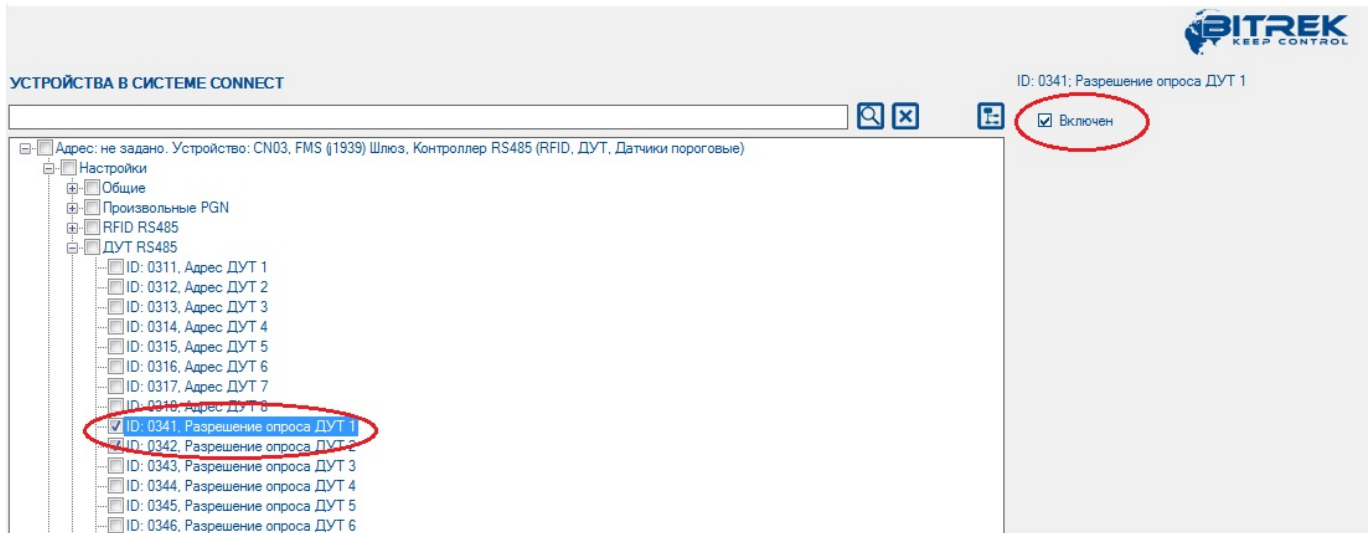 BITREK
KEEP CONTROL
УСТРОЙСТВА В СИСТЕМЕ CONNECT
ID: 0341; Разрешение опроса ДУТ 1
Включен
Адрес: не задано. Устройство: CN03, FMS (j1939) Шлюз, Контроллер RS485 (RFID, ДУТ, Датчики пороговые)
Настройки
Общие
Произвольные PGN
RFID RS485
ДУТ RS485
ID: 0311, Адрес ДУТ 1
ID: 0312, Адрес ДУТ 2
ID: 0313, Адрес ДУТ 3
ID: 0314, Адрес ДУТ 4
ID: 0315, Адрес ДУТ 5
ID: 0316, Адрес ДУТ 6
ID: 0317, Адрес ДУТ 7
ID: 0318, Адрес ДУТ 8
ID: 0341, Разрешение опроса ДУТ 1
ID: 0342, Разрешение опроса ДУТ 2
ID: 0343, Разрешение опроса ДУТ 3
ID: 0344, Разрешение опроса ДУТ 4
ID: 0345, Разрешение опроса ДУТ 5
ID: 0346, Разрешение опроса ДУТ 6